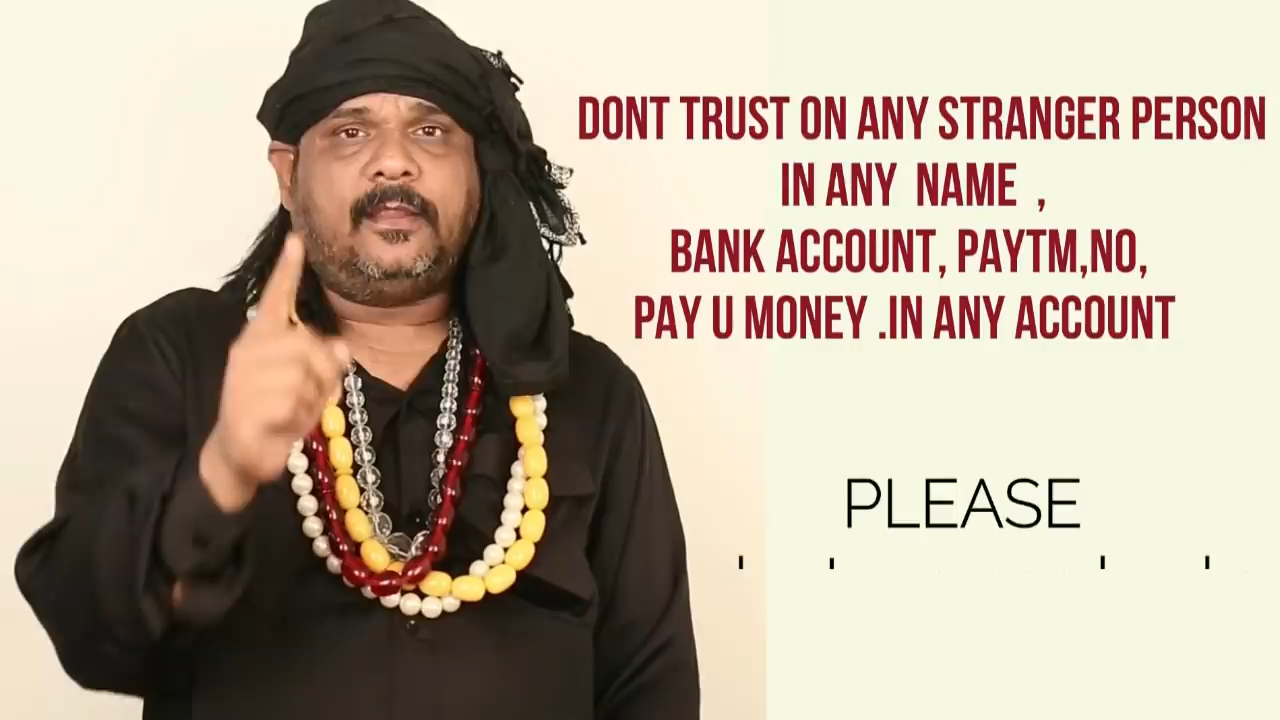 DONT TRUST ON ANY STRANGER PERSON
IN ANY NAME ,
BANK ACCOUNT, PAYTM,NO,
PAY U MONEY .IN ANY ACCOUNT
PLEASE